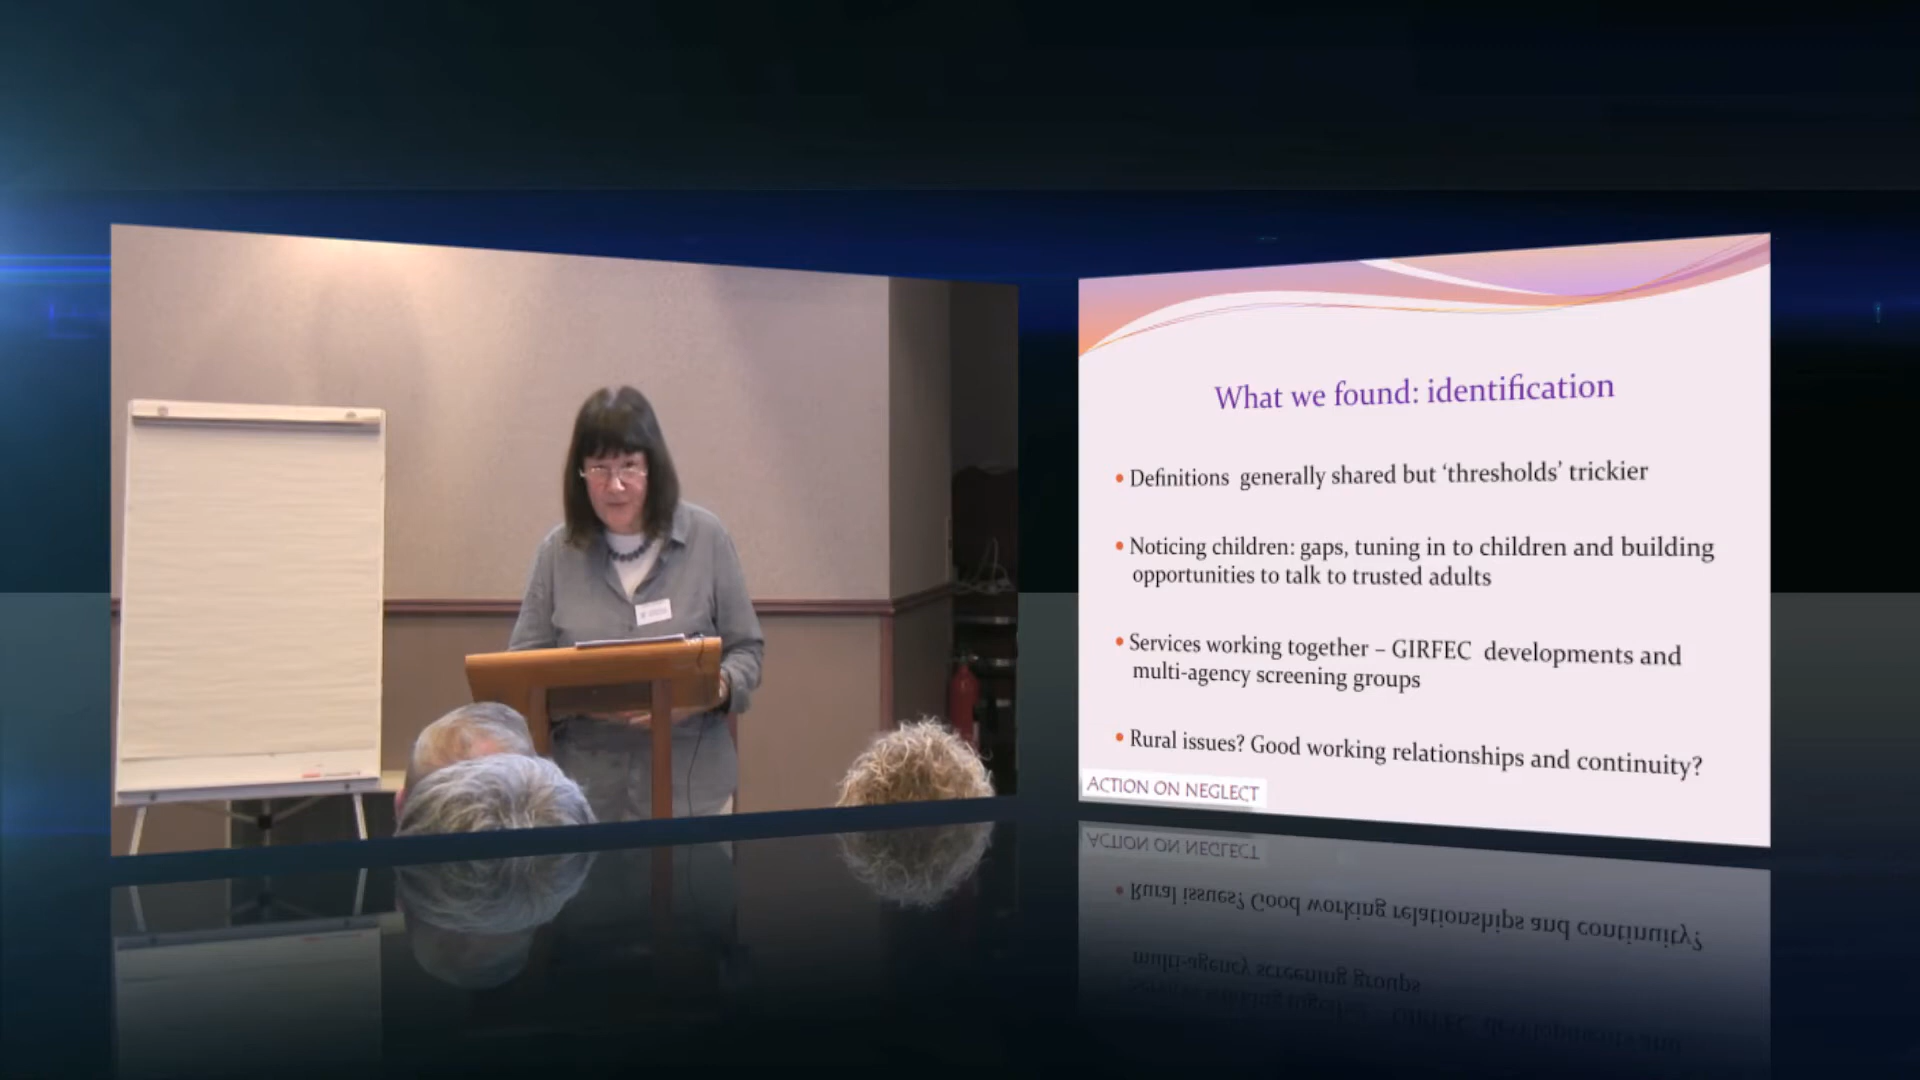 What we found: identification
• Definitions generally shared but ‘thresholds’ trickier
• Noticing children: gaps, tuning in to children and building
opportunities to talk to trusted adults
• Services working together – GIRFEC developments and
multi-agency screening groups
• Rural issues? Good working relationships and continuity?
ACTION ON NEGLECT